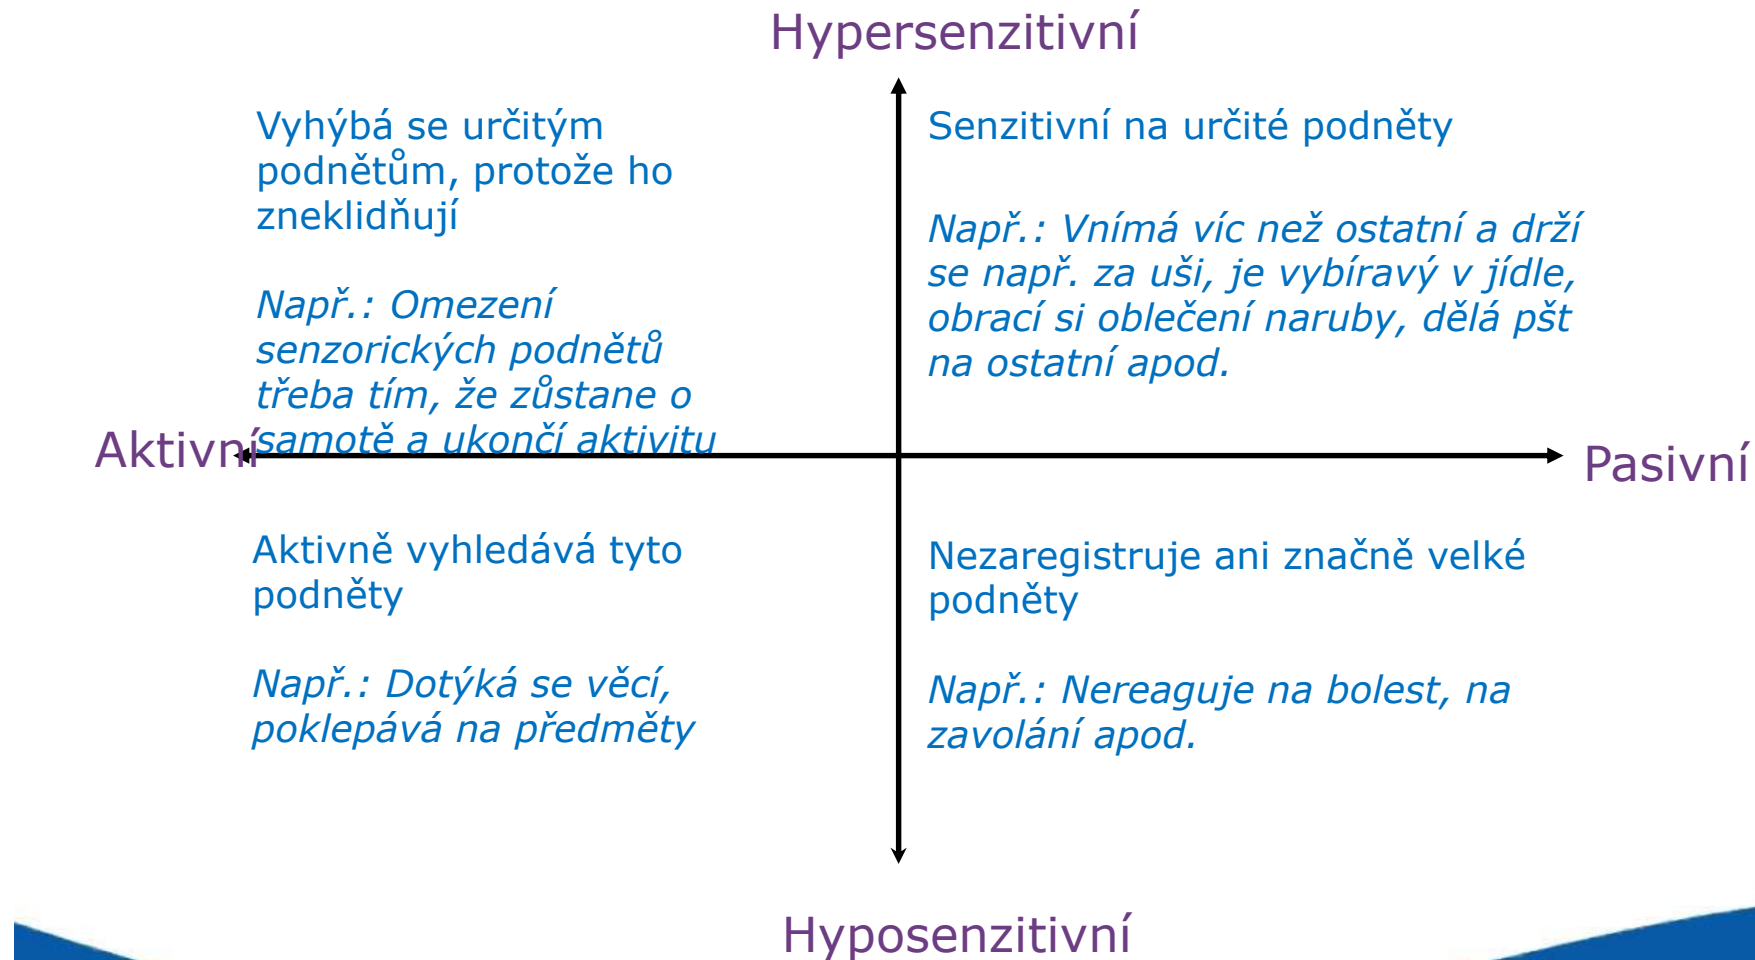 Hypersenzitivní
Vyhýbá se určitým
podnětům, protože ho
zneklidňují
Např.: Omezení
senzorických podnětů
třeba tím, že zůstane o
samotě a ukončí aktivitu
Senzitivní na určité podněty
Např.: Vnímá víc než ostatní a drží
se např. za uši, je vybíravý v jídle,
obrací si oblečení naruby, dělá pšt
na ostatní apod.
Aktivní
Pasivní
Aktivně vyhledává tyto
podněty
Např.: Dotýká se věcí,
poklepává na předměty
Nezaregistruje ani značně velké
podněty
Např.: Nereaguje na bolest, na
zavolání apod.
Hyposenzitivní